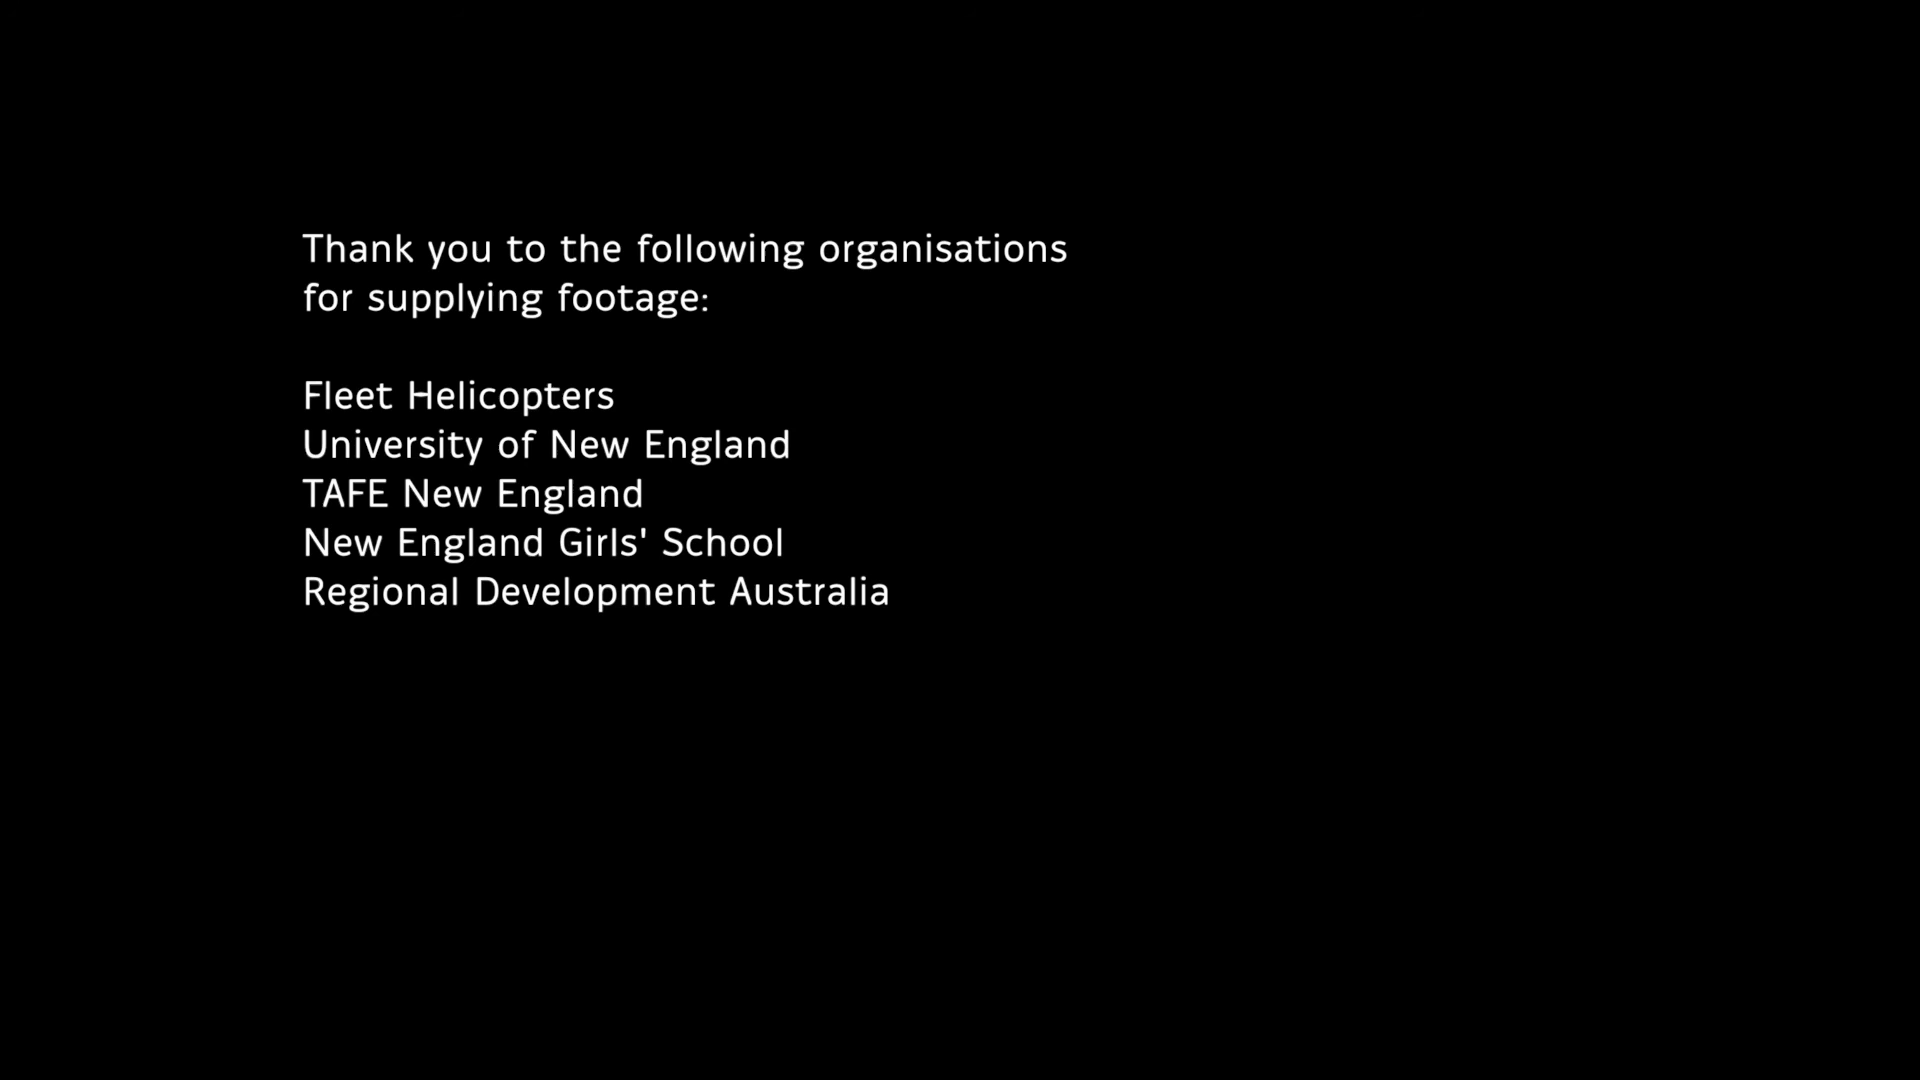 Thank you to the following organisations
for supplying footage:
Fleet Helicopters
University of New England
TAFE New England
New England Girls' School
Regional Development Australia